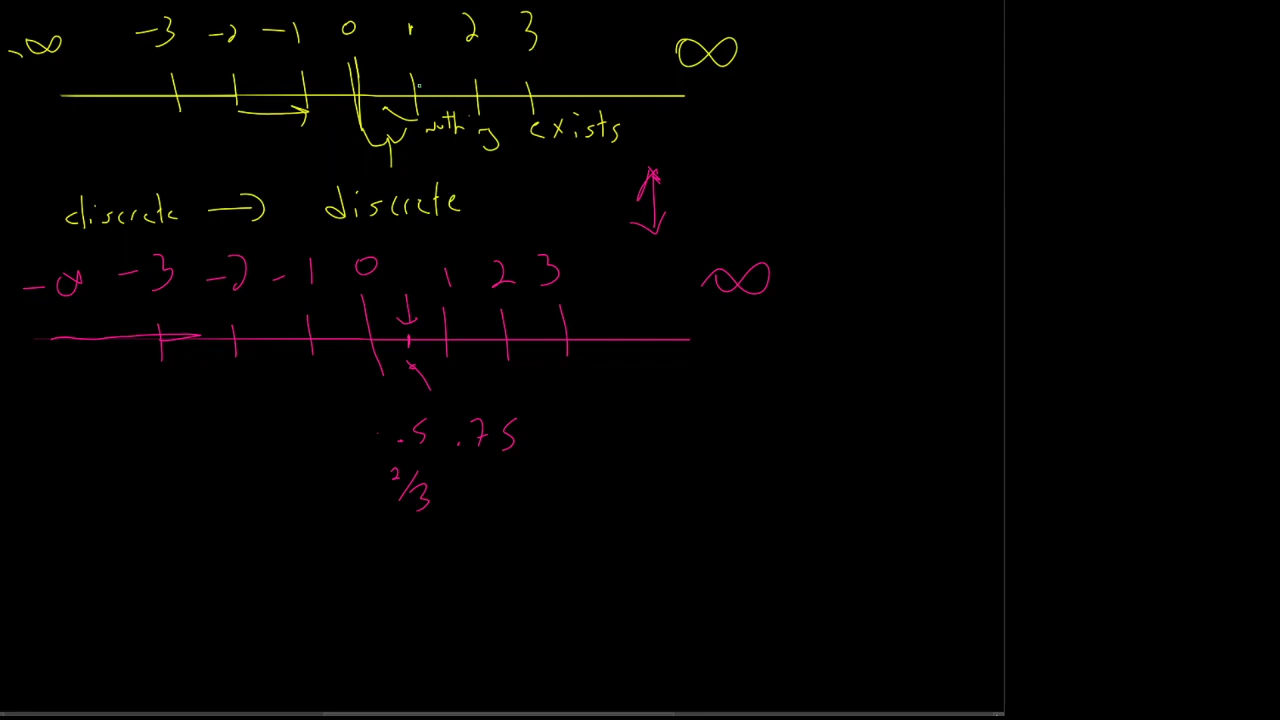 -∞ -3 -2 -1 0 1 2 3 ∞
nothing exists
discrete → discrete
-∞ -3 -2 -1 0 1 2 3 ∞
.5 .75
2/3